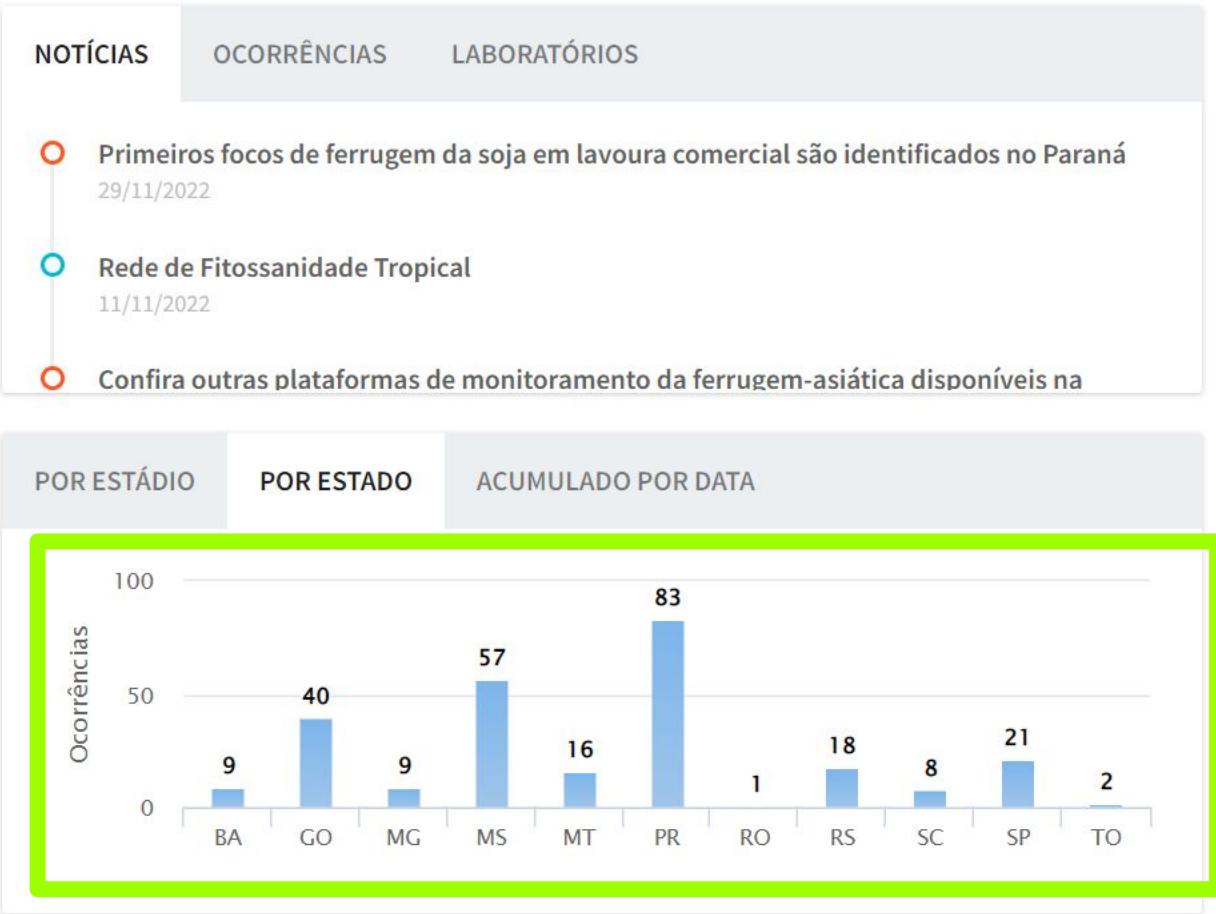 NOTÍCIAS OCORRÊNCIAS LABORATÓRIOS
Primeiros focos de ferrugem da soja em lavoura comercial são identificados no Paraná
29/11/2022
Rede de Fitossanidade Tropical
11/11/2022
Confira outras plataformas de monitoramento da ferrugem-asiática disponíveis na
POR ESTÁDIO POR ESTADO ACUMULADO POR DATA
Ocorrências
100
50
0
9 40 9 57 16 83 1 18 8 21 2
BA GO MG MS MT PR RO RS SC SP TO